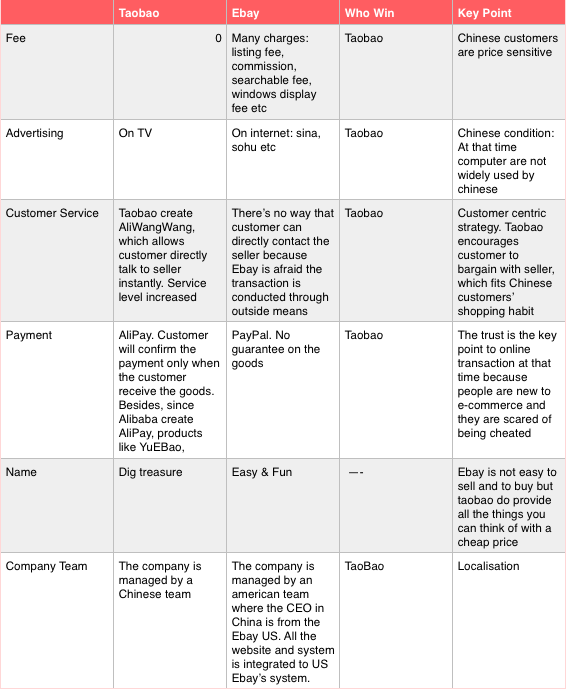 Taobao
Ebay
Who Win
Key Point
Fee
0
Many charges:
listing fee,
commission,
searchable fee,
windows display
fee etc
Taobao
Chinese customers
are price sensitive
Advertising
On TV
On internet: sina,
sohu etc
Taobao
Chinese condition:
At that time
computer are not
widely used by
chinese
Customer Service
Taobao create
AliWangWang,
which allows
customer directly
talk to seller
instantly. Service
level increased
There's no way that
customer can
directly contact the
seller because
Ebay is afraid the
transaction is
conducted through
outside means
Taobao
Customer centric
strategy. Taobao
encourages
customer to
bargain with seller,
which fits Chinese
customers'
shopping habit
Payment
AliPay. Customer
will confirm the
payment only when
the customer
receive the goods.
Besides, since
Alibaba create
AliPay, products
like YuEBao,
PayPal. No
guarantee on the
goods
Taobao
The trust is the key
point to online
transaction at that
time because
people are new to
e-commerce and
they are scared of
being cheated
Name
Dig treasure
Easy & Fun
—-
Ebay is not easy to
sell and to buy but
taobao do provide
all the things you
can think of with a
cheap price
Company Team
The company is
managed by a
Chinese team
The company is
managed by an
american team
where the CEO in
China is from the
Ebay US. All the
website and system
is integrated to US
Ebay's system.
TaoBao
Localisation